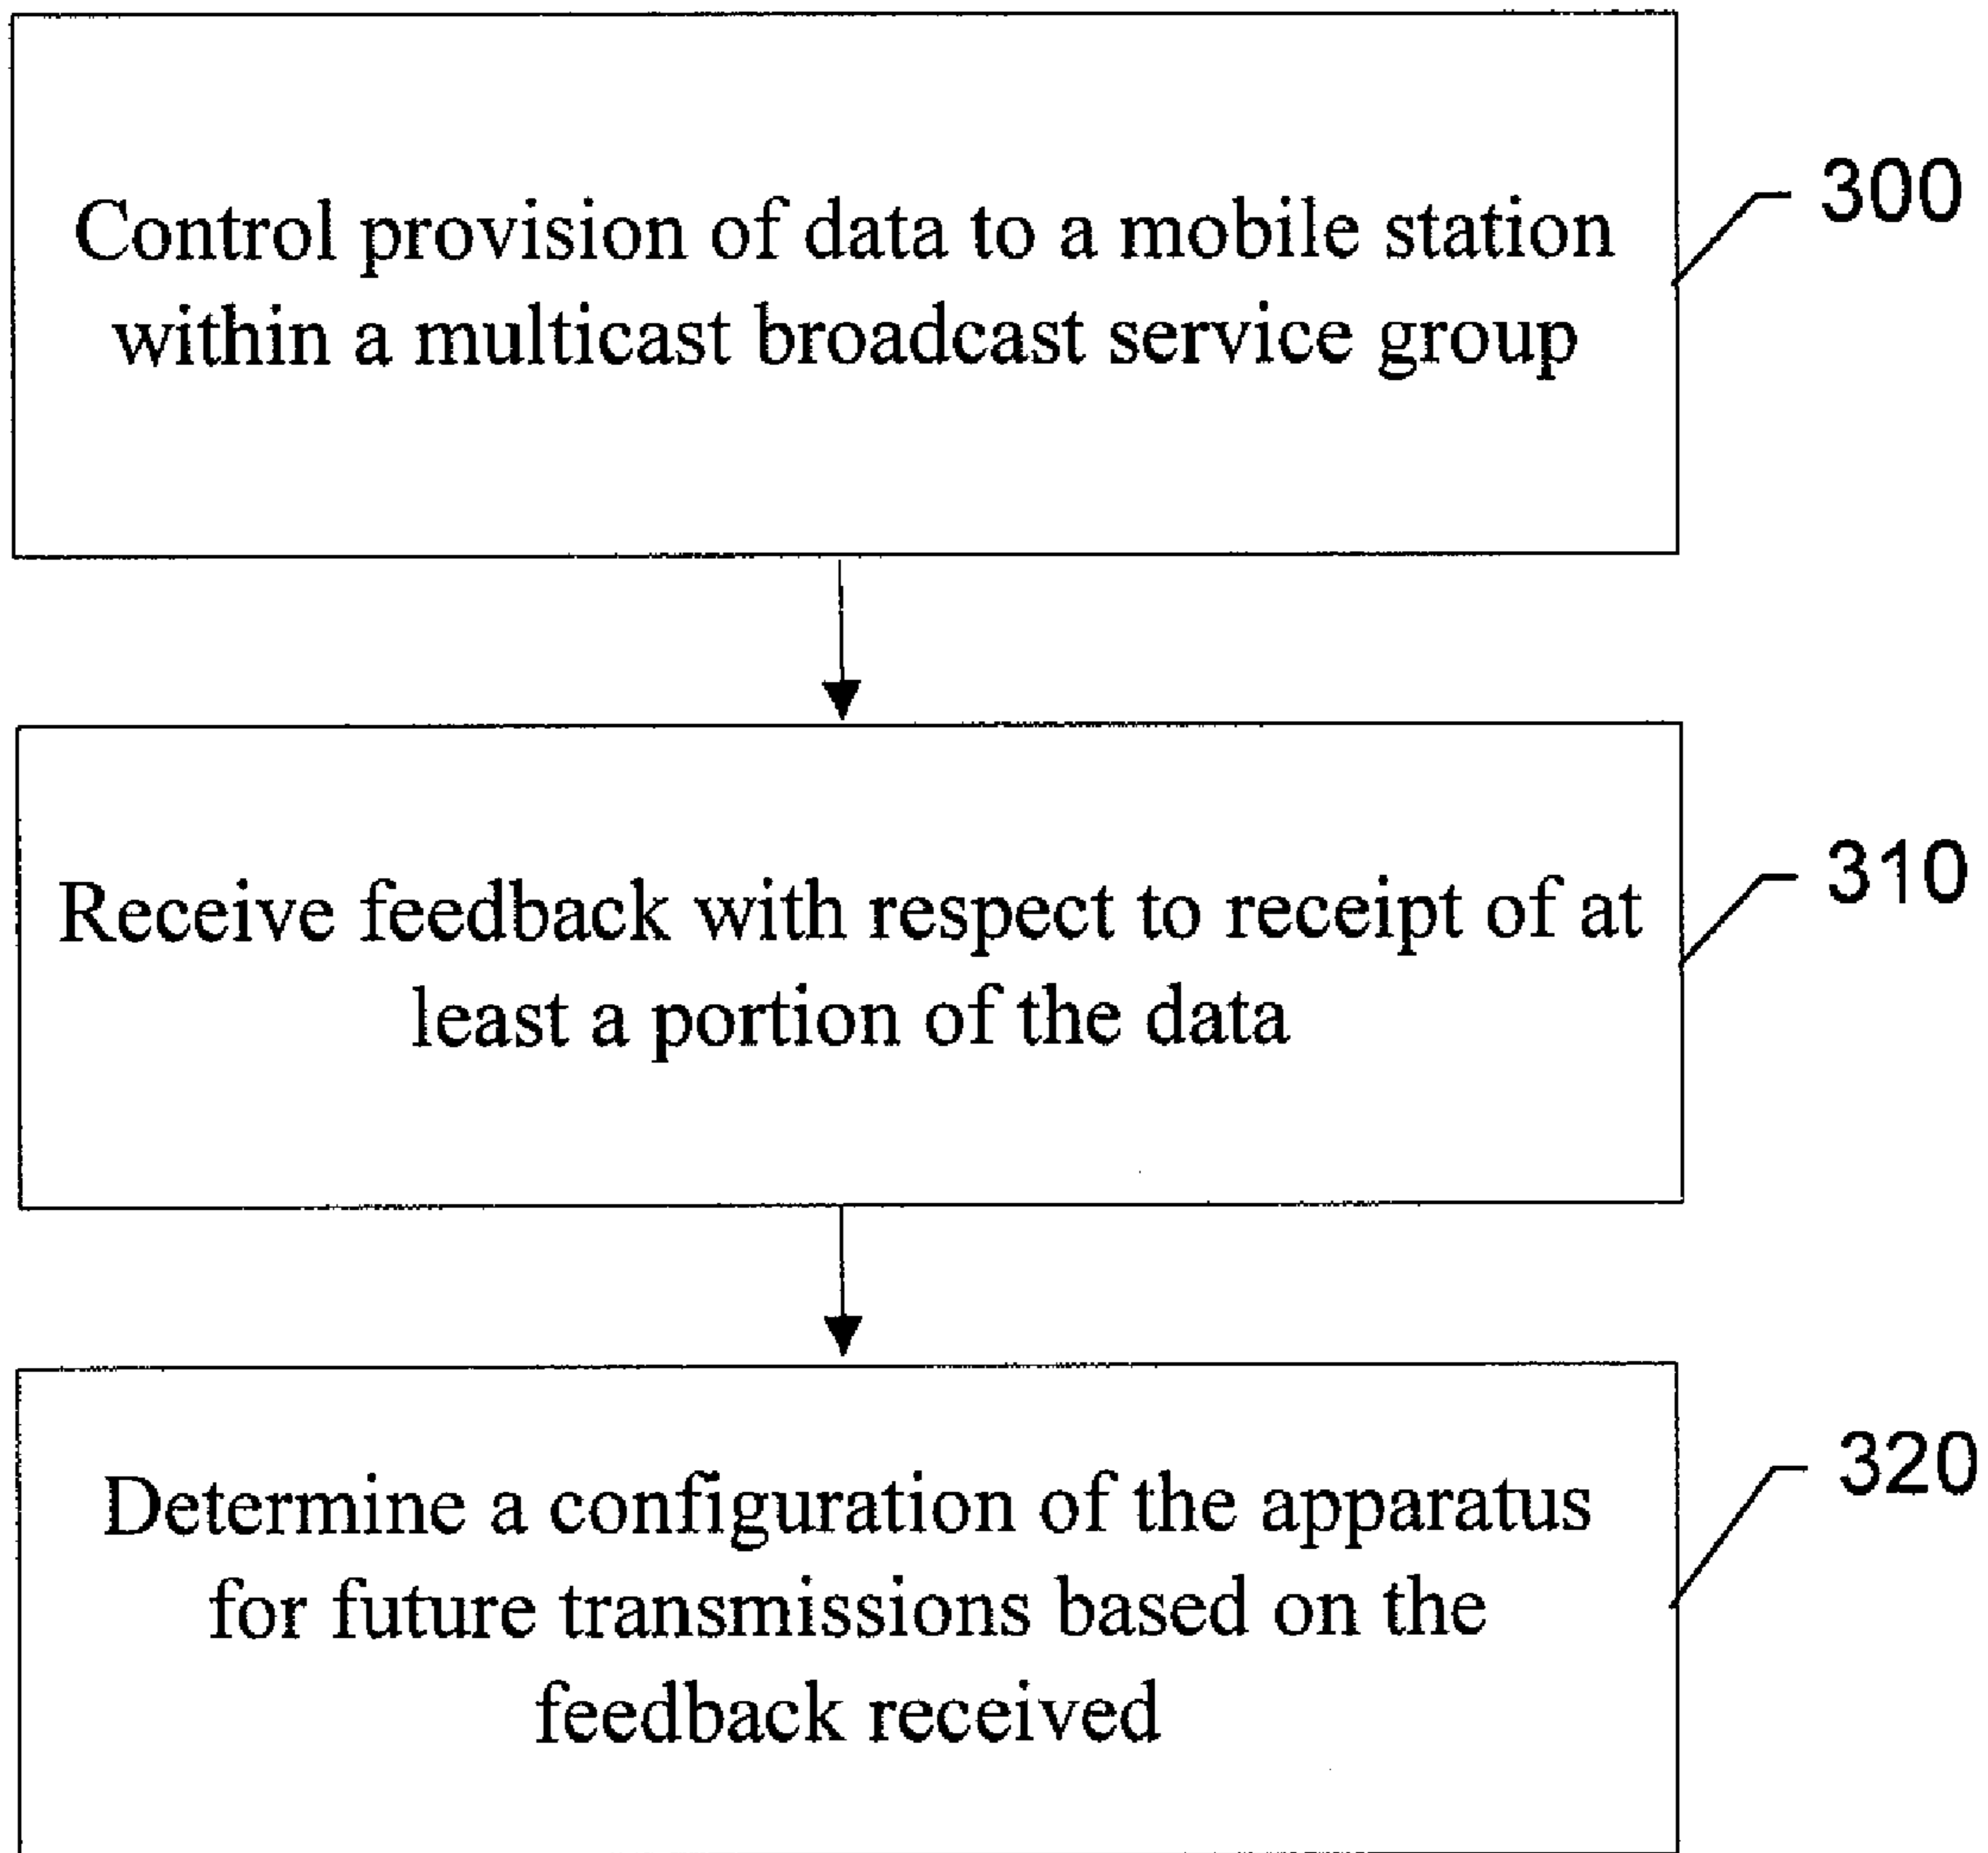 Control provision of data to a mobile station
within a multicast broadcast service group
300
Receive feedback with respect to receipt of at
least a portion of the data
310
Determine a configuration of the apparatus
for future transmissions based on the
feedback received
320